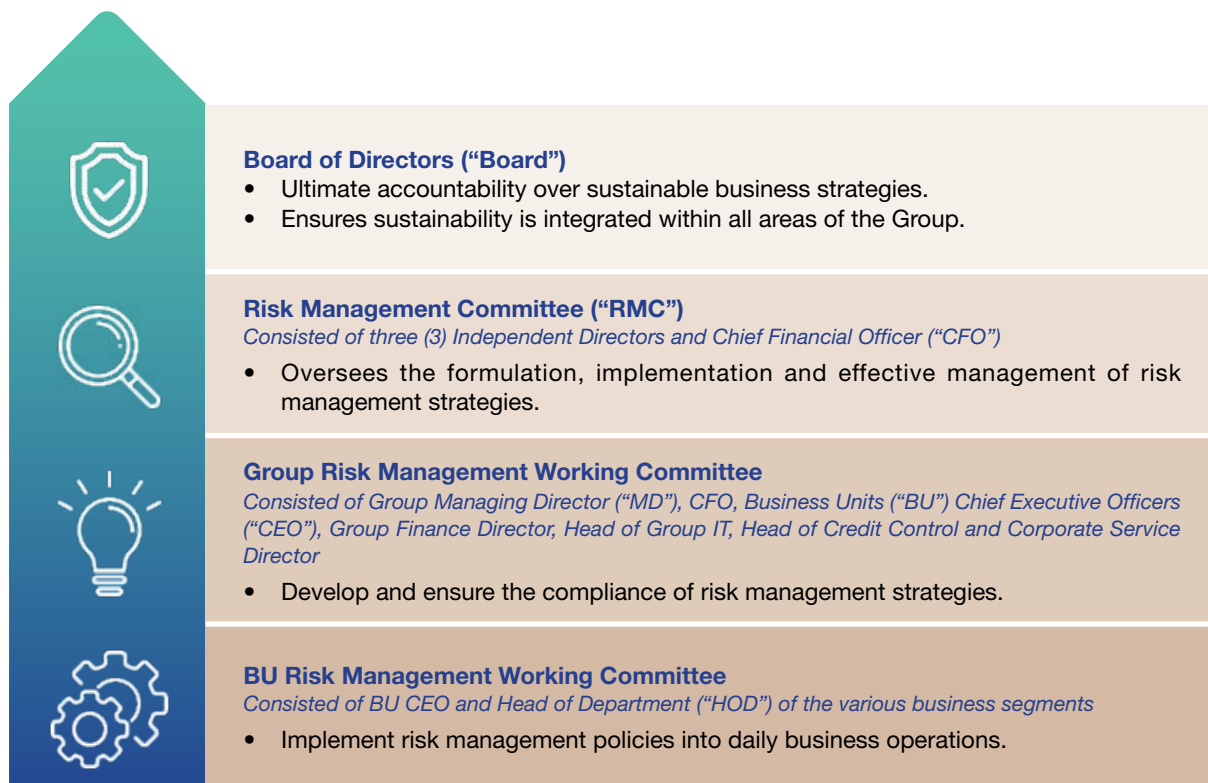 Board of Directors (“Board”)
• Ultimate accountability over sustainable business strategies.
• Ensures sustainability is integrated within all areas of the Group.
Risk Management Committee (“RMC”)
Consisted of three (3) Independent Directors and Chief Financial Officer (“CFO”)
• Oversees the formulation, implementation and effective management of risk
management strategies.
Group Risk Management Working Committee
Consisted of Group Managing Director (“MD”), CFO, Business Units (“BU”) Chief Executive Officers
(“CEO”), Group Finance Director, Head of Group IT, Head of Credit Control and Corporate Service
Director
• Develop and ensure the compliance of risk management strategies.
BU Risk Management Working Committee
Consisted of BU CEO and Head of Department (“HOD”) of the various business segments
• Implement risk management policies into daily business operations.